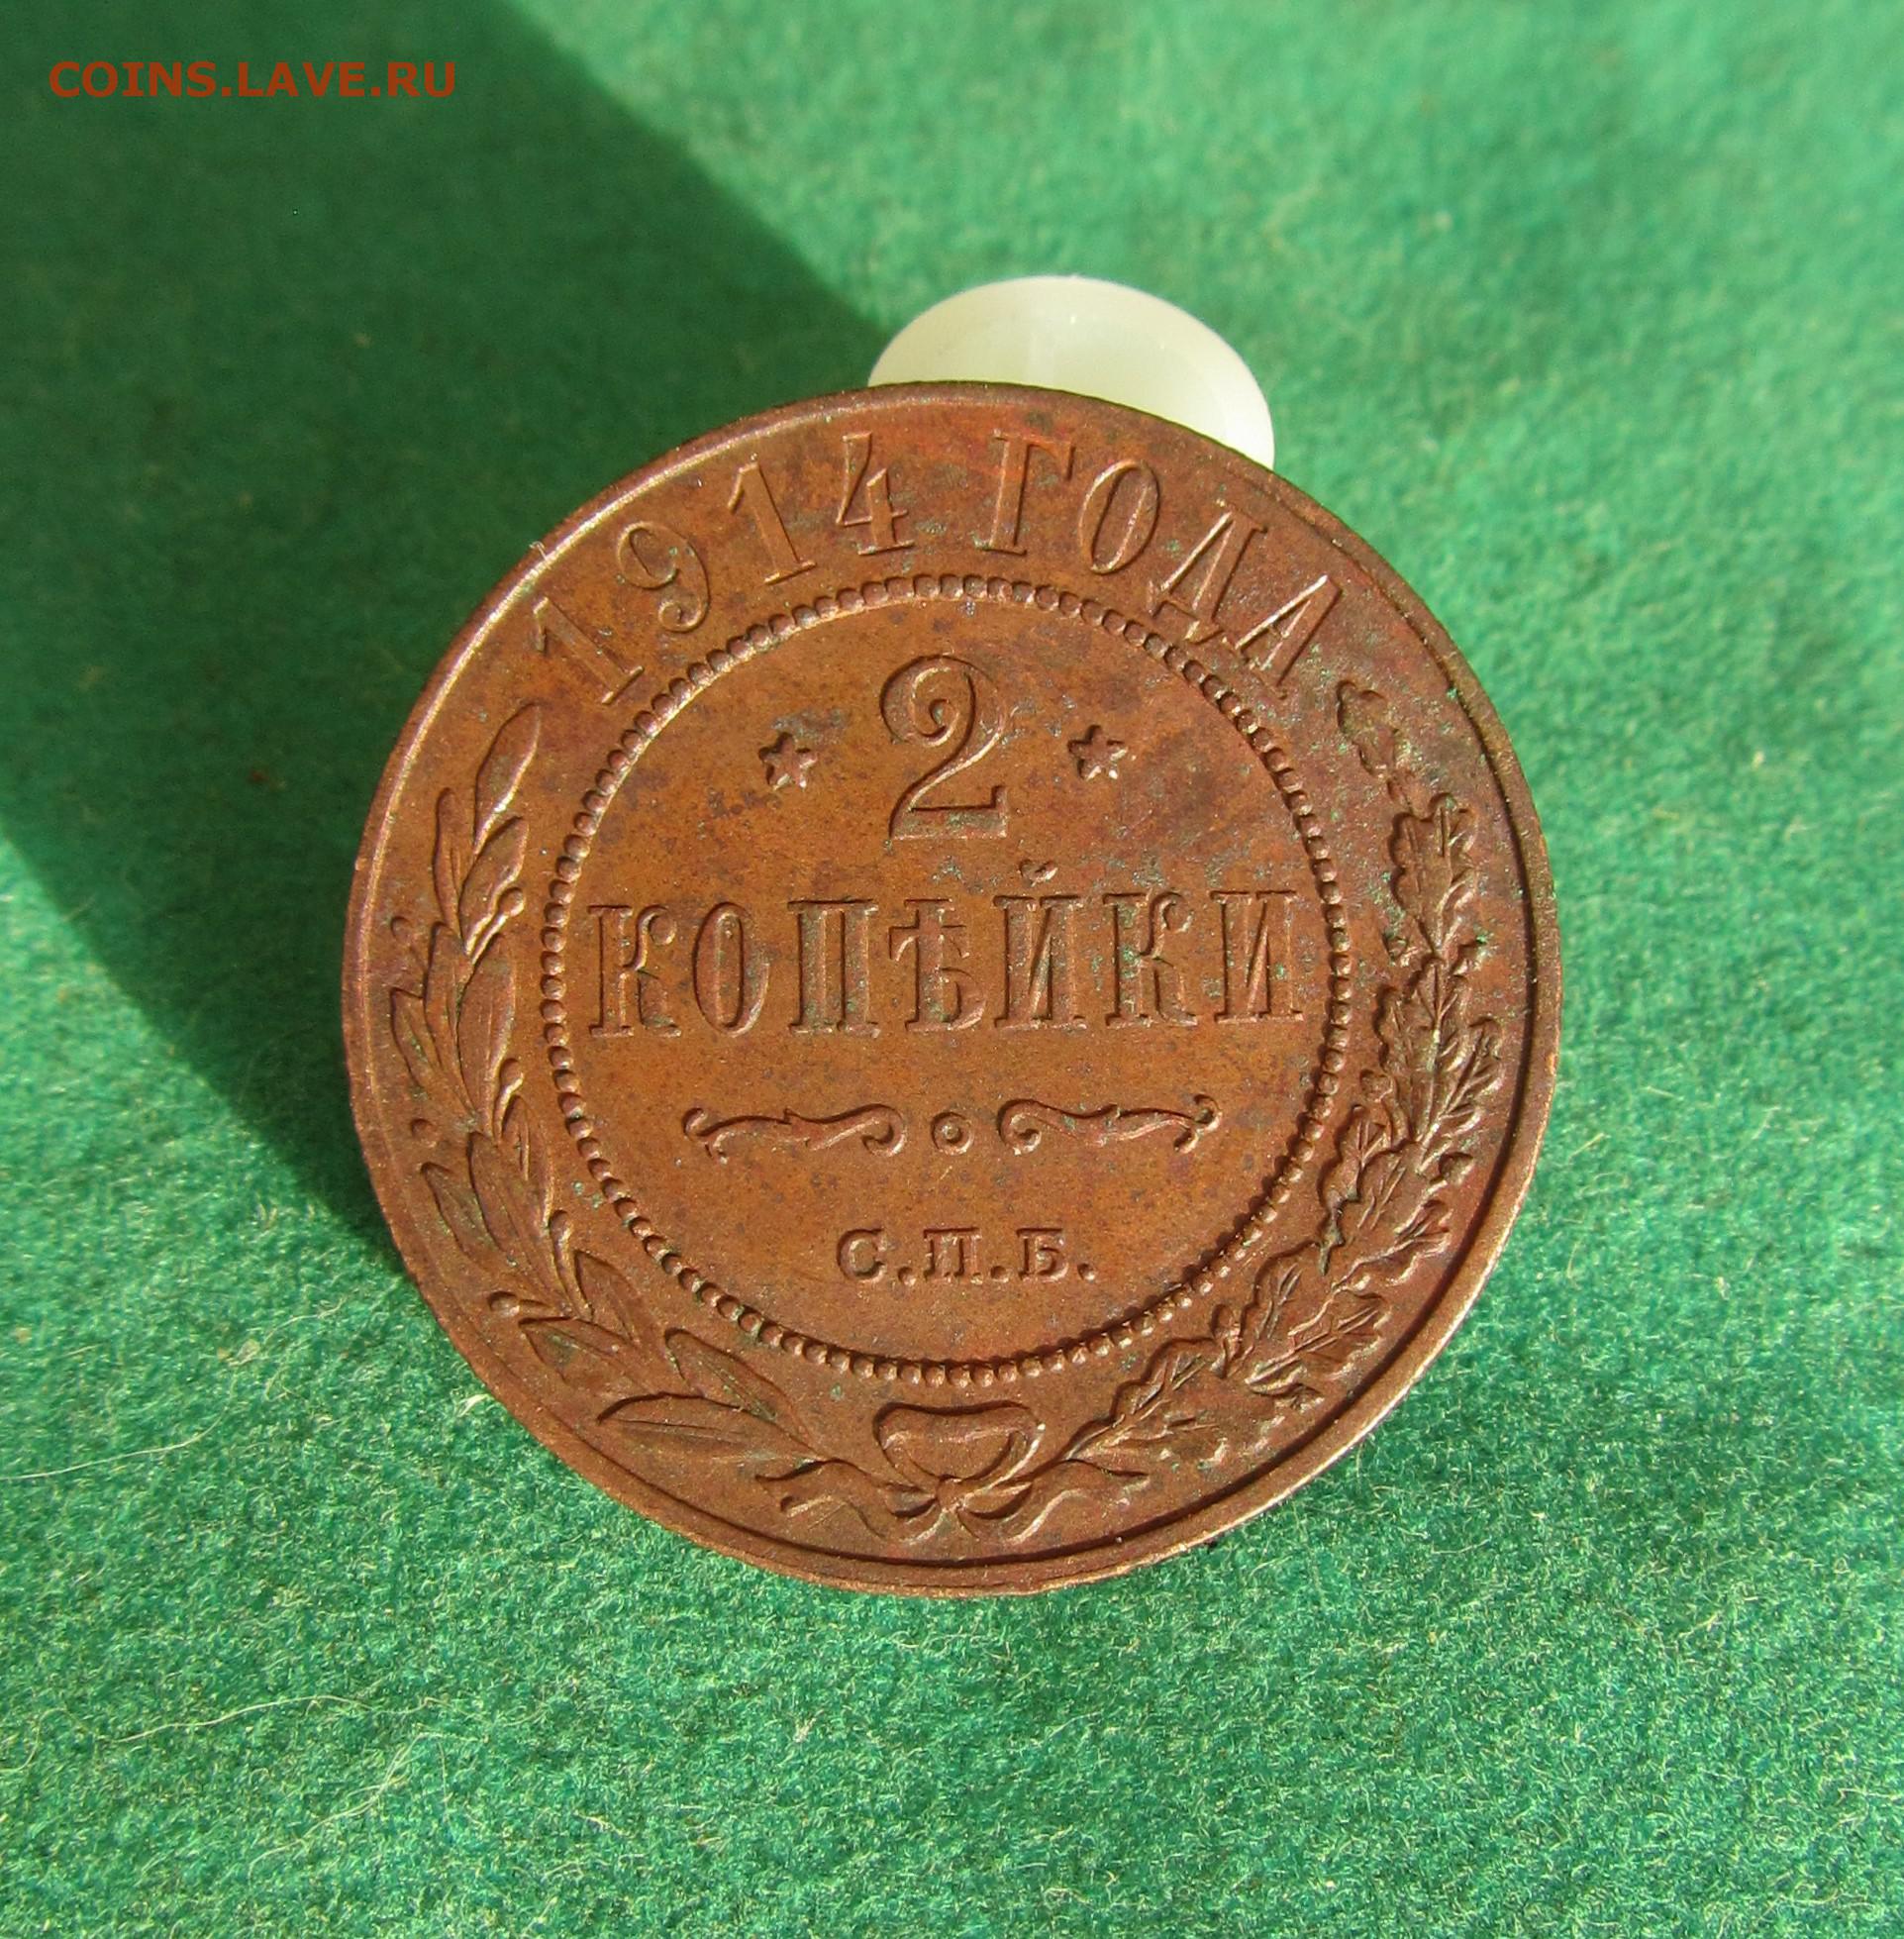 COINS.LAVE.RU
1914 ГОДА
* 2 *
КОПѢЙКИ
С.П.Б.